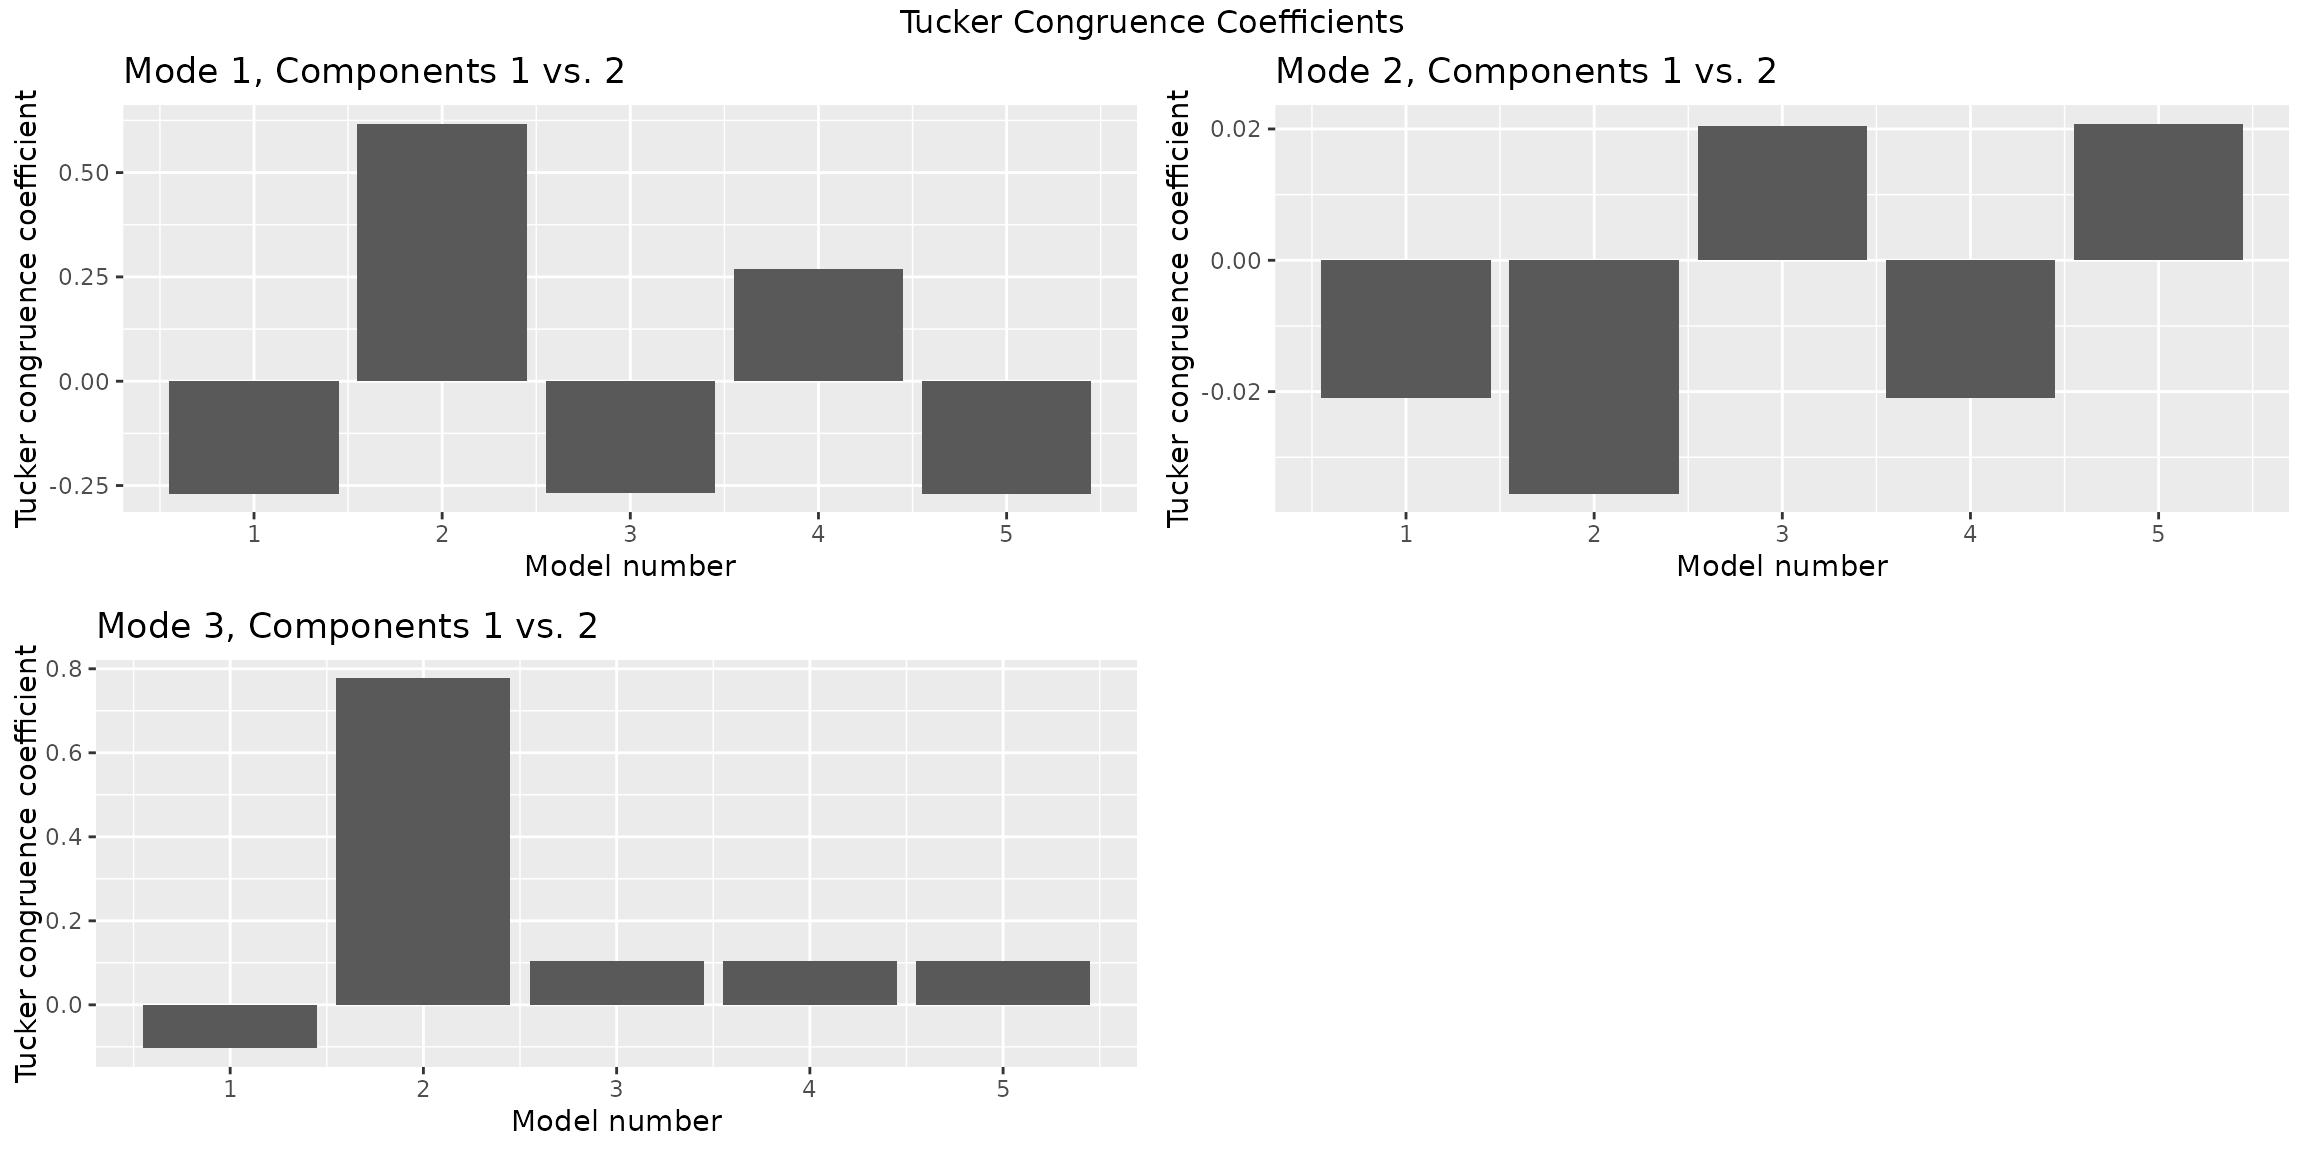 Tucker Congruence Coefficients
Mode 1, Components 1 vs. 2
Tucker congruence coefficient
0.50
0.25
0.00
-0.25
1 2 3 4 5
Model number
Mode 2, Components 1 vs. 2
Tucker congruence coefficient
0.02
0.00
-0.02
1 2 3 4 5
Model number
Mode 3, Components 1 vs. 2
Tucker congruence coefficient
0.8
0.6
0.4
0.2
0.0
1 2 3 4 5
Model number